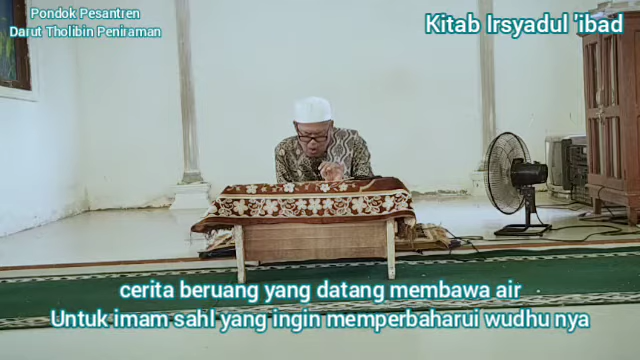 Pondok Pesantren
Darut Tholibin Peniraman
Kitab Irsyadul 'ibad
cerita beruang yang datang membawa air
Untuk imam sahl yang ingin memperbaharui wudhu nya